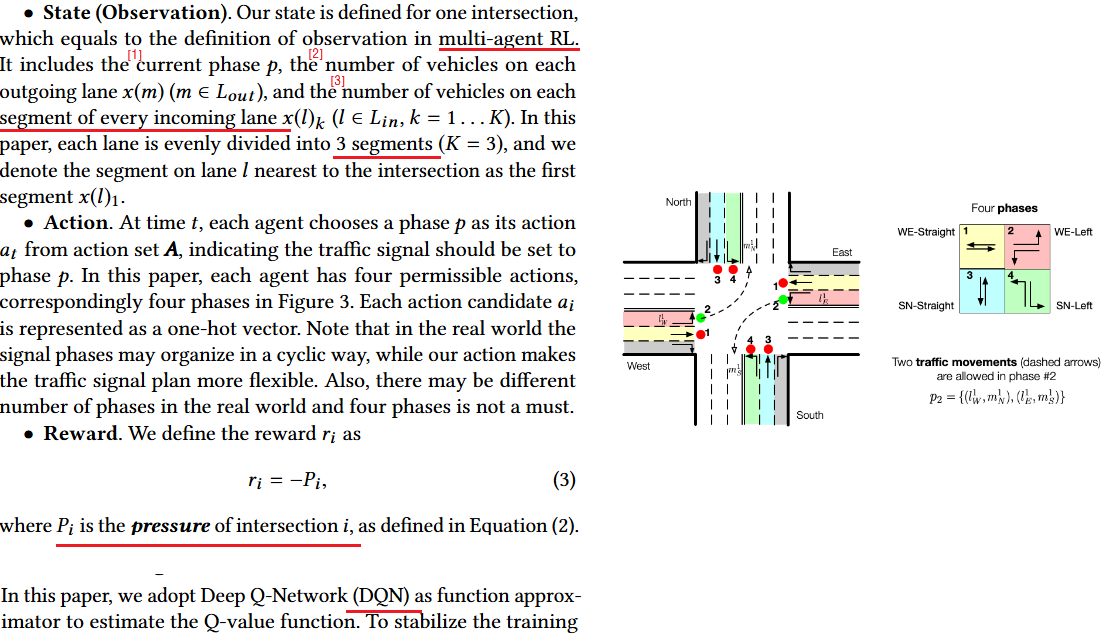 • State (Observation). Our state is defined for one intersection,
which equals to the definition of observation in multi-agent RL.
It includes the [1] current phase p, the [2] number of vehicles on each
outgoing lane x(m) (m ∈ L_out), and the [3] number of vehicles on each
segment of every incoming lane x(l)_k (l ∈ L_in, k = 1 . . . K). In this
paper, each lane is evenly divided into 3 segments (K = 3), and we
denote the segment on lane l nearest to the intersection as the first
segment x(l)_1.
• Action. At time t, each agent chooses a phase p as its action
a_t from action set A, indicating the traffic signal should be set to
phase p. In this paper, each agent has four permissible actions,
correspondingly four phases in Figure 3. Each action candidate a_i
is represented as a one-hot vector. Note that in the real world the
signal phases may organize in a cyclic way, while our action makes
the traffic signal plan more flexible. Also, there may be different
number of phases in the real world and four phases is not a must.
• Reward. We define the reward r_i as
r_i = −P_i, (3)
where P_i is the pressure of intersection i, as defined in Equation (2).
In this paper, we adopt Deep Q-Network (DQN) as function approx-
imator to estimate the Q-value function. To stabilize the training
North
East
West
South
m_N^1
3 4
1
2
l_E^1
2
l_W^1
1
4 3
m_S^1
Four phases
WE-Straight 1 2 WE-Left
SN-Straight 3 4 SN-Left
Two traffic movements (dashed arrows)
are allowed in phase #2
p_2 = {(l_W^1, m_N^1), (l_E^1, m_S^1)}